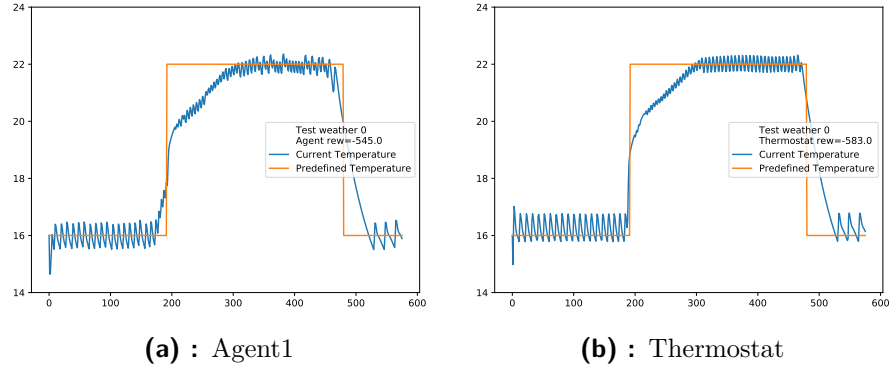 24
22
20
18
16
14
0
100
200
300
400
500
600
Test weather 0
Agent rew=-545.0
Current Temperature
Predefined Temperature
(a) : Agent1
24
22
20
18
16
14
0
100
200
300
400
500
600
Test weather 0
Thermostat rew=-583.0
Current Temperature
Predefined Temperature
(b) : Thermostat